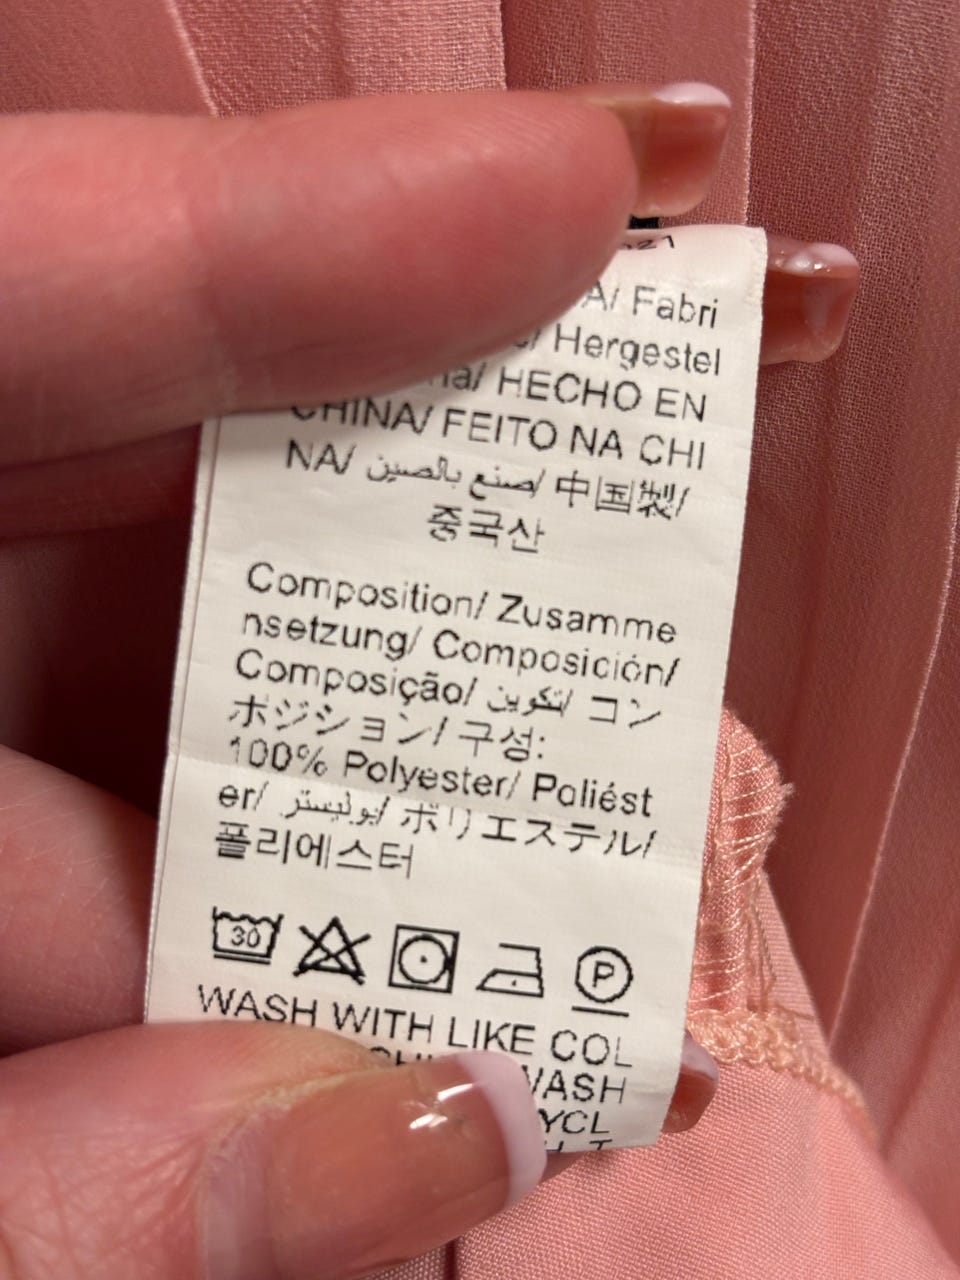 Fabri
Hergestel
HECHO EN
CHINA/ FEITO NA CHI
NA/ صنع بالصين/ 中国製/
중국산
Composition/ Zusamme
nsetzung/ Composición/
Composição/ تكوين/ コン
ポジション/ 구성:
100% Polyester/ Poliést
er/ بوليستر/ ポリエステル/
폴리에스터
30
P
WASH WITH LIKE COL
WASH
YCL